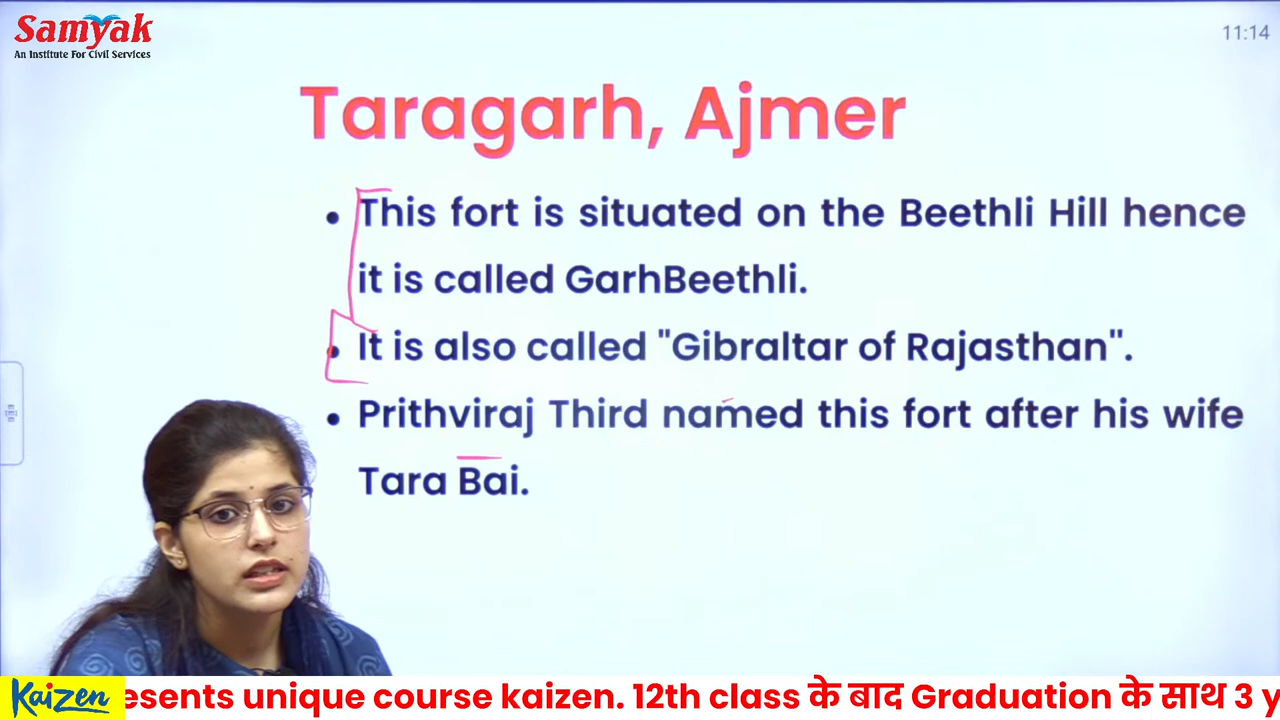 Samyak
An Institute For Civil Services
11:14
Taragarh, Ajmer
• This fort is situated on the Beethli Hill hence
it is called GarhBeethli.
• It is also called "Gibraltar of Rajasthan".
• Prithviraj Third named this fort after his wife
Tara Bai.
Kaizen
esents unique course kaizen. 12th class के बाद Graduation के साथ 3 y